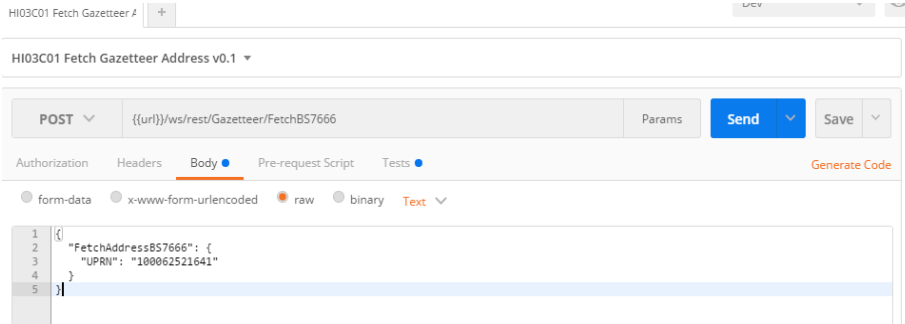 HI03C01 Fetch Gazetteer A
+
Dev
HI03C01 Fetch Gazetteer Address v0.1
POST
{{url}}/ws/rest/Gazetteer/FetchBS7666
Params
Send
Save
Authorization
Headers
Body
Pre-request Script
Tests
Generate Code
form-data
x-www-form-urlencoded
raw
binary
Text
1 {
2 "FetchAddressBS7666": {
3 "UPRN": "100062521641"
4 }
5 }